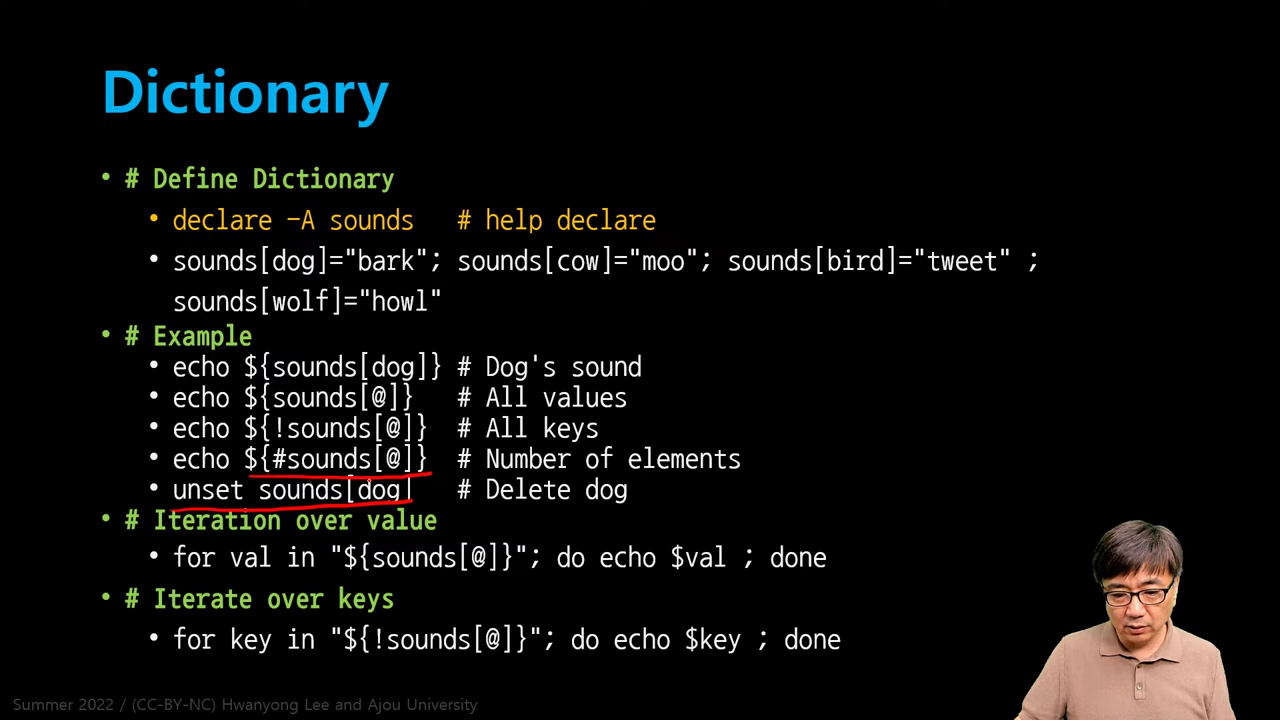 Dictionary
• # Define Dictionary
• declare -A sounds # help declare
• sounds[dog]="bark"; sounds[cow]="moo"; sounds[bird]="tweet" ;
sounds[wolf]="howl"
• # Example
• echo ${sounds[dog]} # Dog's sound
• echo ${sounds[@]} # All values
• echo ${!sounds[@]} # All keys
• echo ${#sounds[@]} # Number of elements
• unset sounds[dog] # Delete dog
• # Iteration over value
• for val in "${sounds[@]}"; do echo $val ; done
• # Iterate over keys
• for key in "${!sounds[@]}"; do echo $key ; done
Summer 2022 / (CC-BY-NC) Hwanyong Lee and Ajou University